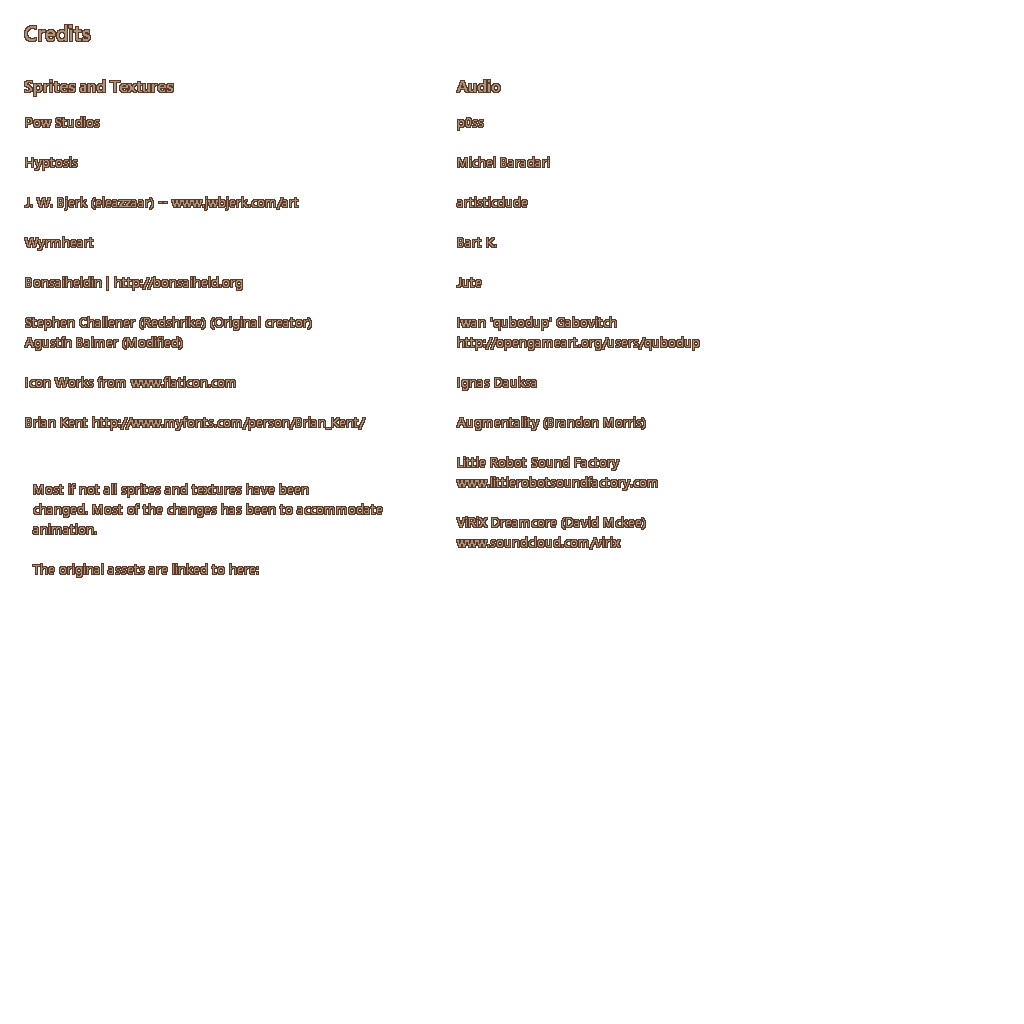 Credits
Sprites and Textures
Pow Studios
Hyptosis
J. W. Bjerk (eleazzaar) -- www.jwbjerk.com/art
Wyrmheart
Bonsaiheldin | http://bonsaiheld.org
Stephen Challener (Redshrike) (Original creator)
Agustín Balmer (Modified)
Icon Works from www.flaticon.com
Brian Kent http://www.myfonts.com/person/Brian_Kent/
Most if not all sprites and textures have been
changed. Most of the changes has been to accommodate
animation.
The original assets are linked to here:
Audio
p0ss
Michel Baradari
artisticdude
Bart K.
Jute
Iwan 'qubodup' Gabovitch
http://opengameart.org/users/qubodup
Ignas Dauksa
Augmentality (Brandon Morris)
Little Robot Sound Factory
www.littlerobotsoundfactory.com
ViRiX Dreamcore (David Mckee)
www.soundcloud.com/virix